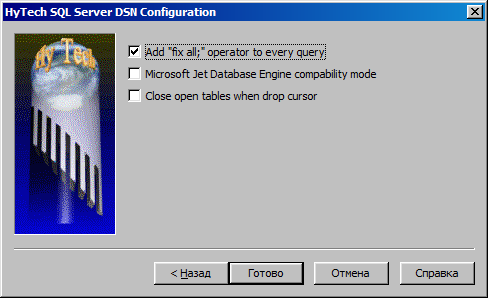 HyTech SQL Server DSN Configuration
Hy Tech
Add "fix all;" operator to every query
Microsoft Jet Database Engine compability mode
Close open tables when drop cursor
< Назад
Готово
Отмена
Справка